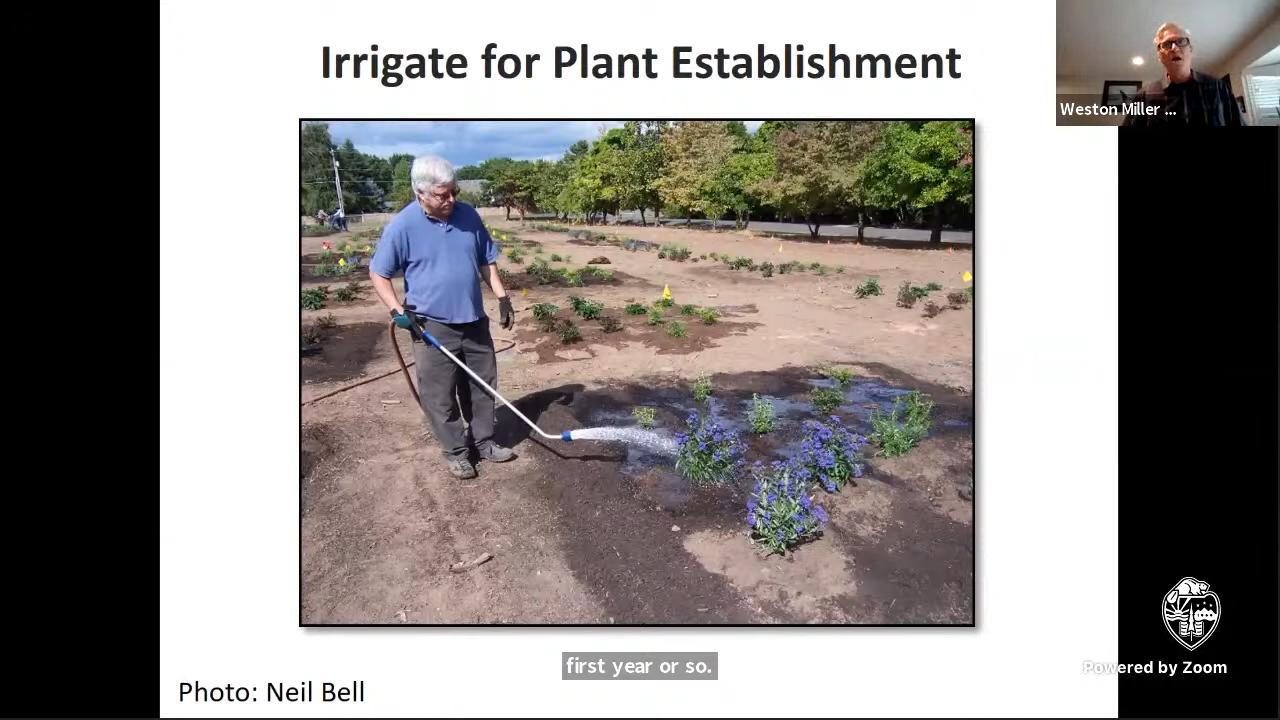 Irrigate for Plant Establishment
Weston Miller ...
first year or so.
Powered by Zoom
Photo: Neil Bell